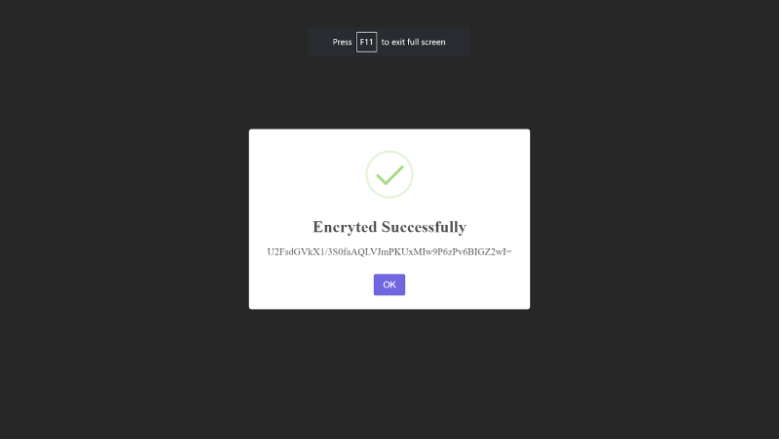 Press F11 to exit full screen
Encryted Successfully
U2FsdGVkX1/3S0faAQLVJmPKUxMIw9P6zPv6BIGZ2wI=
OK